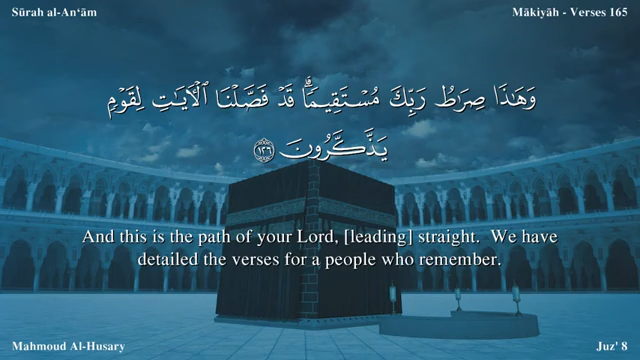 Sūrah al-An‘ām
Mākiyāh - Verses 165
وَهَٰذَا صِرَٰطُ رَبِّكَ مُسْتَقِيمًا ۗ قَدْ فَصَّلْنَا ٱلْءَايَٰتِ لِقَوْمٍ
يَذَّكَّرُونَ ١٢٦
And this is the path of your Lord, [leading] straight.  We have
detailed the verses for a people who remember.
Mahmoud Al-Husary
Juz' 8